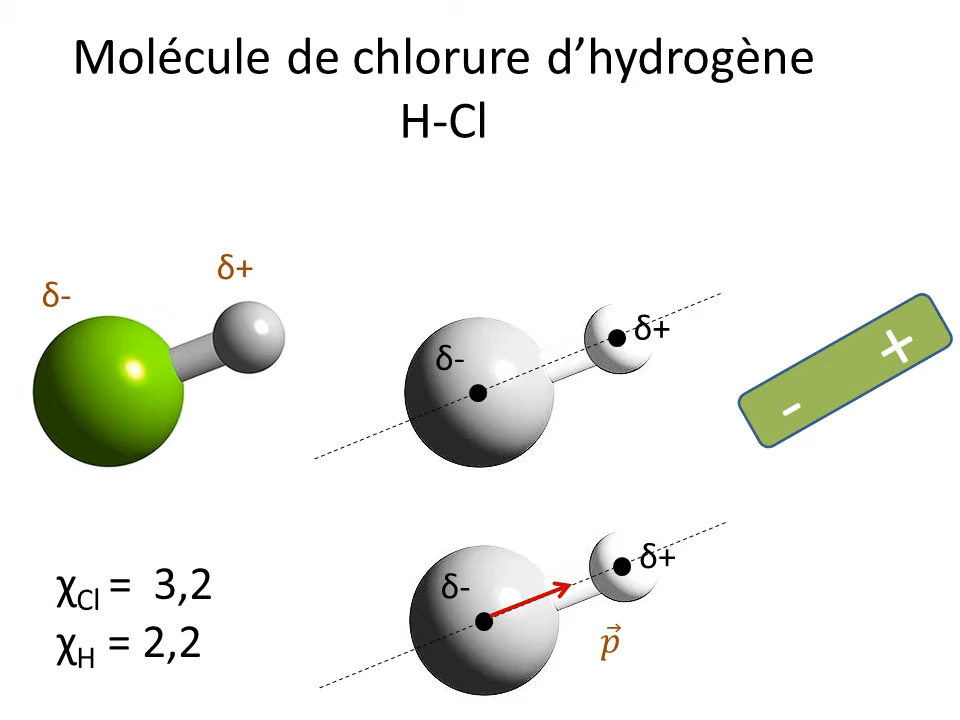 Molécule de chlorure d’hydrogène
H-Cl
δ-
δ+
δ-
δ+
-
+
χCl = 3,2
χH = 2,2
δ-
δ+
p⃗